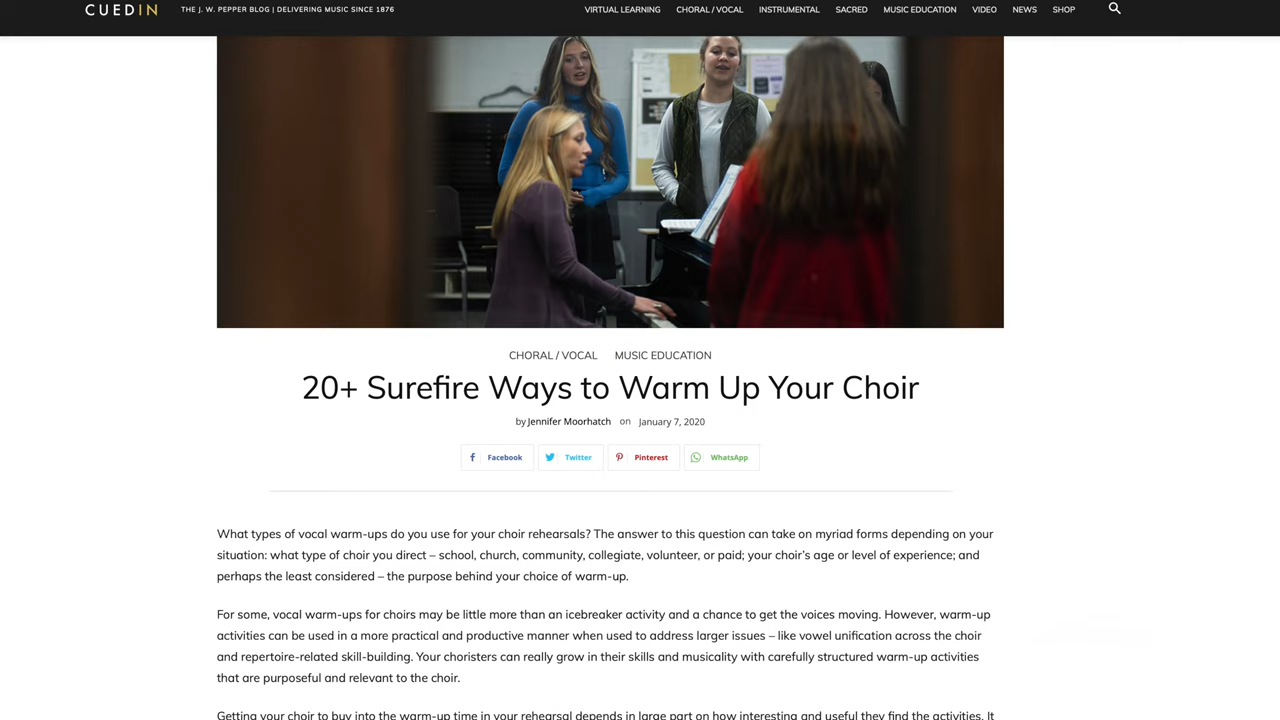 CUEDIN THE J. W. PEPPER BLOG | DELIVERING MUSIC SINCE 1876 VIRTUAL LEARNING CHORAL / VOCAL INSTRUMENTAL SACRED MUSIC EDUCATION VIDEO NEWS SHOP
CHORAL / VOCAL MUSIC EDUCATION
20+ Surefire Ways to Warm Up Your Choir
by Jennifer Moorhatch on January 7, 2020
Facebook Twitter Pinterest WhatsApp
What types of vocal warm-ups do you use for your choir rehearsals? The answer to this question can take on myriad forms depending on your
situation: what type of choir you direct – school, church, community, collegiate, volunteer, or paid; your choir's age or level of experience; and
perhaps the least considered – the purpose behind your choice of warm-up.
For some, vocal warm-ups for choirs may be little more than an icebreaker activity and a chance to get the voices moving. However, warm-up
activities can be used in a more practical and productive manner when used to address larger issues – like vowel unification across the choir
and repertoire-related skill-building. Your choristers can really grow in their skills and musicality with carefully structured warm-up activities
that are purposeful and relevant to the choir.
Getting your choir to buy into the warm-up time in your rehearsal depends in large part on how interesting and useful they find the activities. It